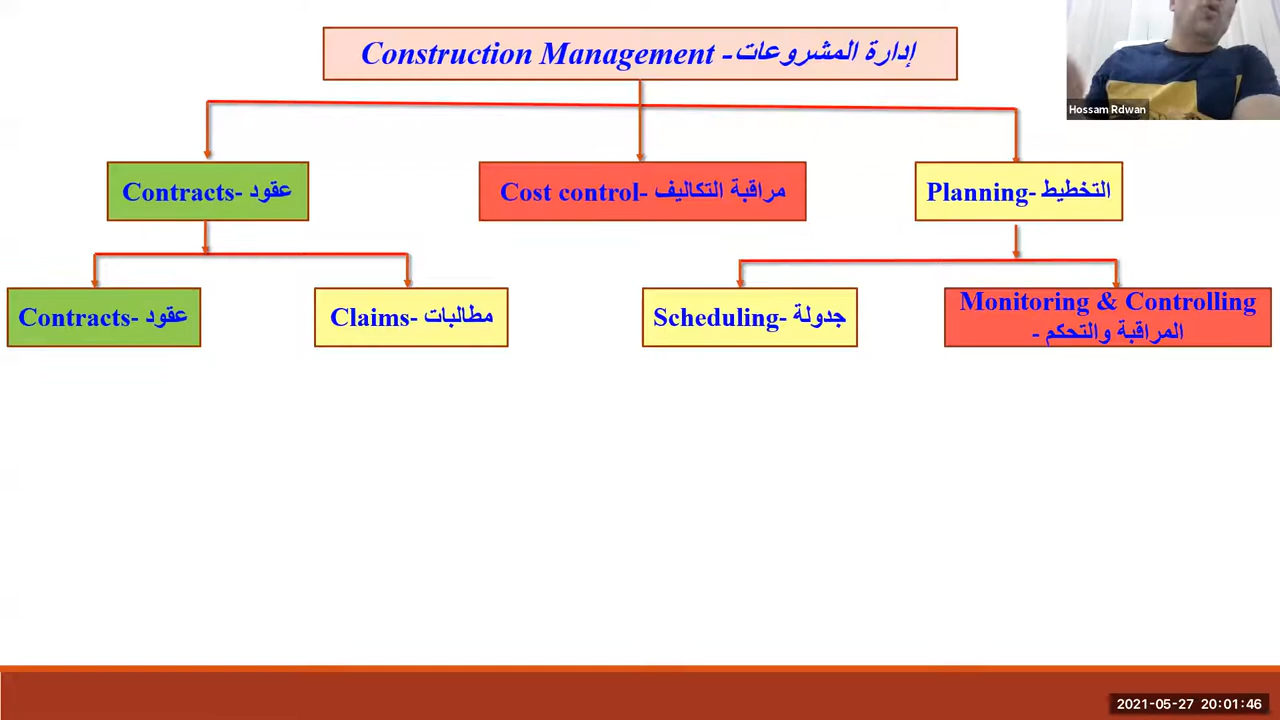 Construction Management - إدارة المشروعات
Hossam Rdwan
Contracts- عقود
Cost control- مراقبة التكاليف
Planning- التخطيط
Contracts- عقود
Claims- مطالبات
Scheduling- جدولة
Monitoring & Controlling
المراقبة والتحكم -
2021-05-27 20:01:46